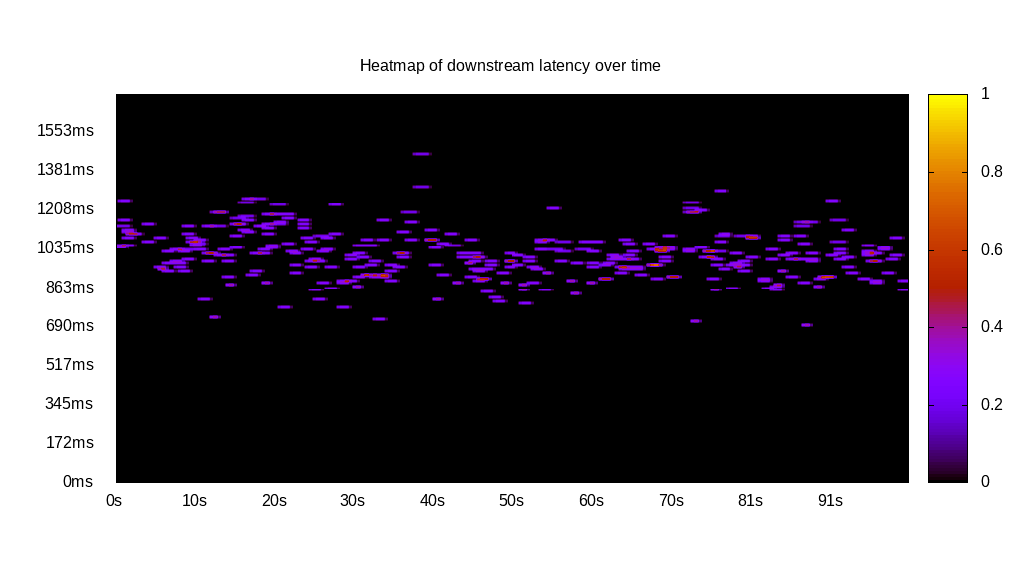 Heatmap of downstream latency over time
1553ms
1381ms
1208ms
1035ms
863ms
690ms
517ms
345ms
172ms
0ms
0s 10s 20s 30s 40s 50s 60s 70s 81s 91s
1
0.8
0.6
0.4
0.2
0